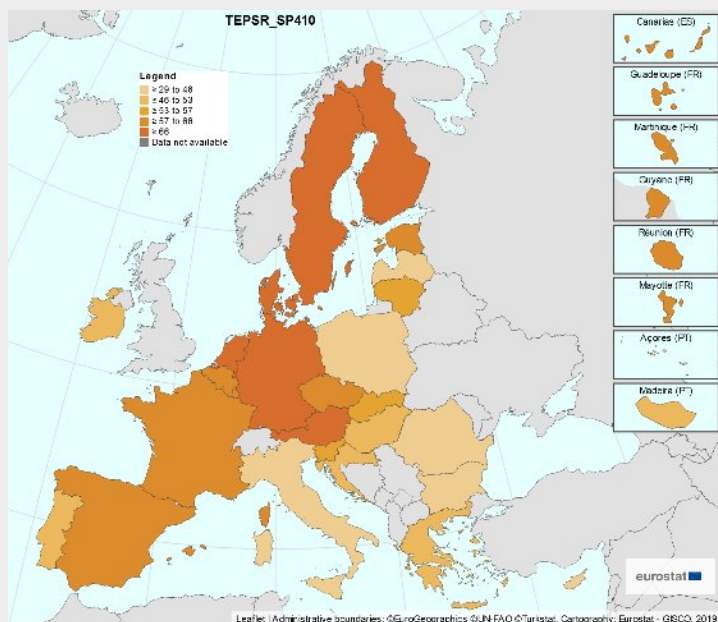 TEPSR_SP410
Legend
≥ 29 to 46
≥ 46 to 53
≥ 53 to 57
≥ 57 to 66
≥ 66
Data not available
Canarias (ES)
Guadeloupe (FR)
Martinique (FR)
Guyane (FR)
Réunion (FR)
Mayotte (FR)
Açores (PT)
Madeira (PT)
eurostat
Leaflet | Administrative boundaries: ©EuroGeographics ©UN-FAO ©Turkstat, Cartography: Eurostat - GISCO, 2019